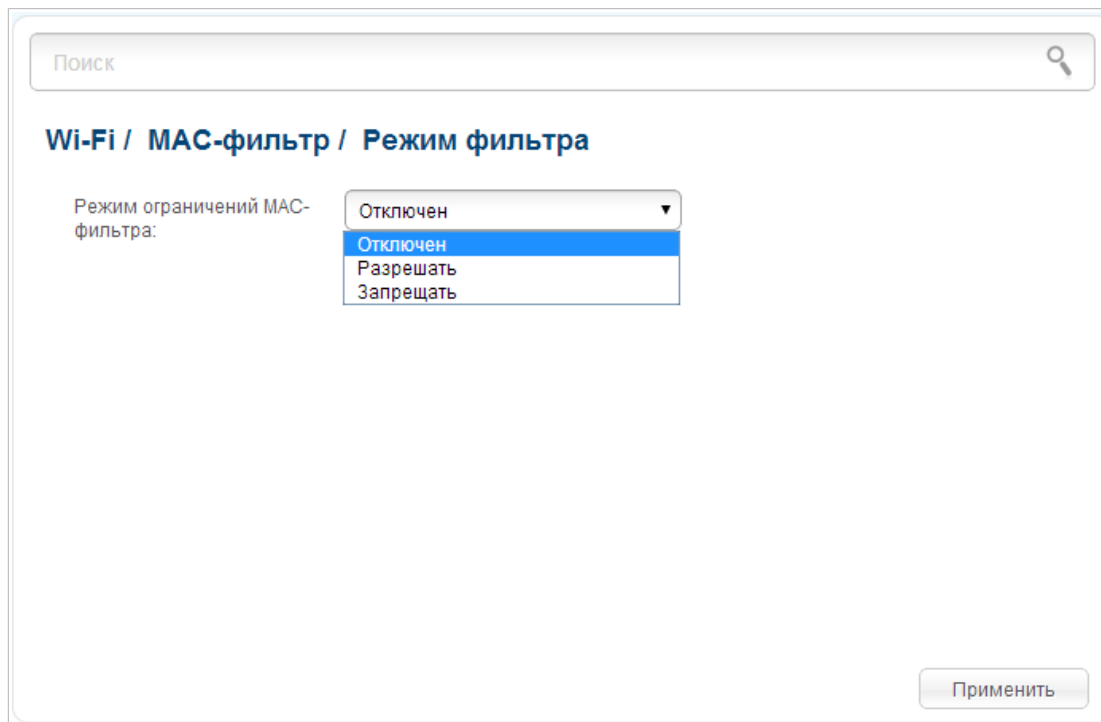 Поиск
Wi-Fi / MAC-фильтр / Режим фильтра
Режим ограничений MAC-
фильтра:
Отключен
Отключен
Разрешать
Запрещать
Применить